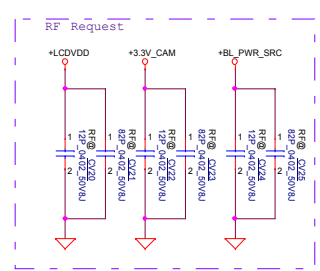 RF Request
+LCDVDD
+3.3V_CAM
+BL_PWR_SRC
1
2
RF@ CV20
12P_0402_50V8J
1
2
RF@ CV21
82P_0402_50V8J
1
2
RF@ CV22
12P_0402_50V8J
1
2
RF@ CV23
82P_0402_50V8J
1
2
RF@ CV24
12P_0402_50V8J
1
2
RF@ CV25
82P_0402_50V8J